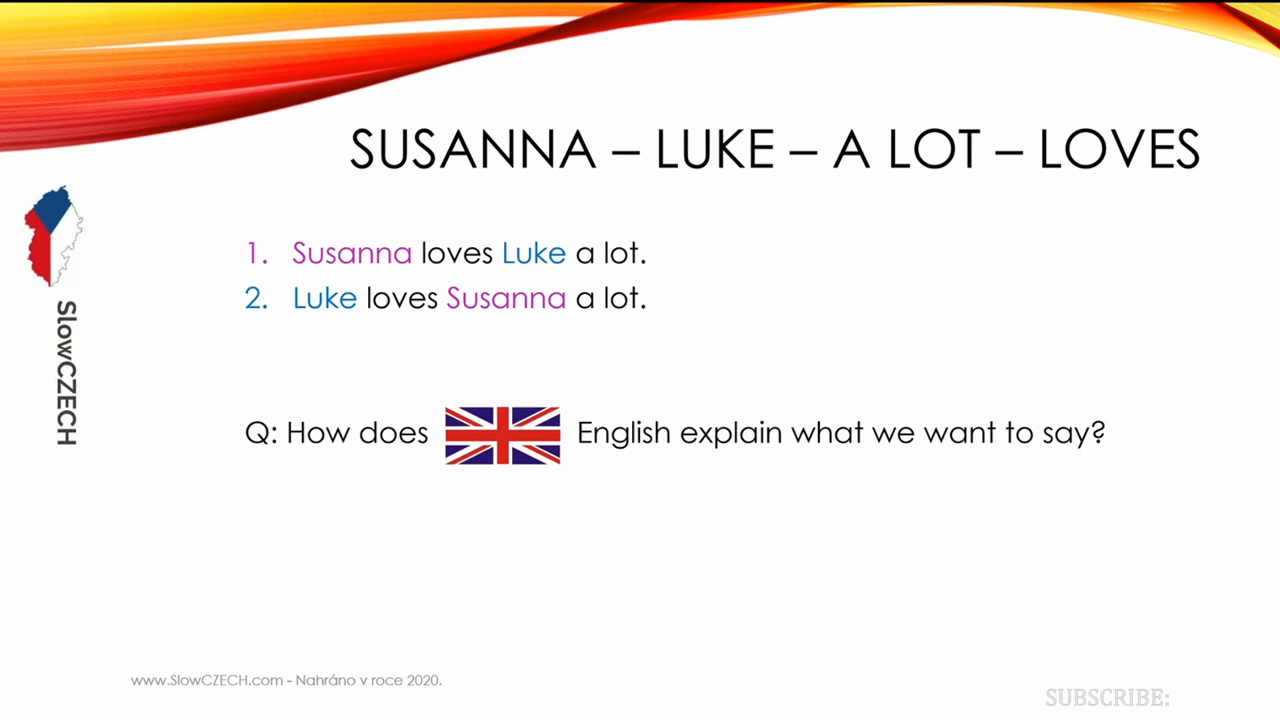 SUSANNA – LUKE – A LOT – LOVES
1. Susanna loves Luke a lot.
2. Luke loves Susanna a lot.
Q: How does English explain what we want to say?
SlowCZECH
www.SlowCZECH.com - Nahráno v roce 2020.
SUBSCRIBE: